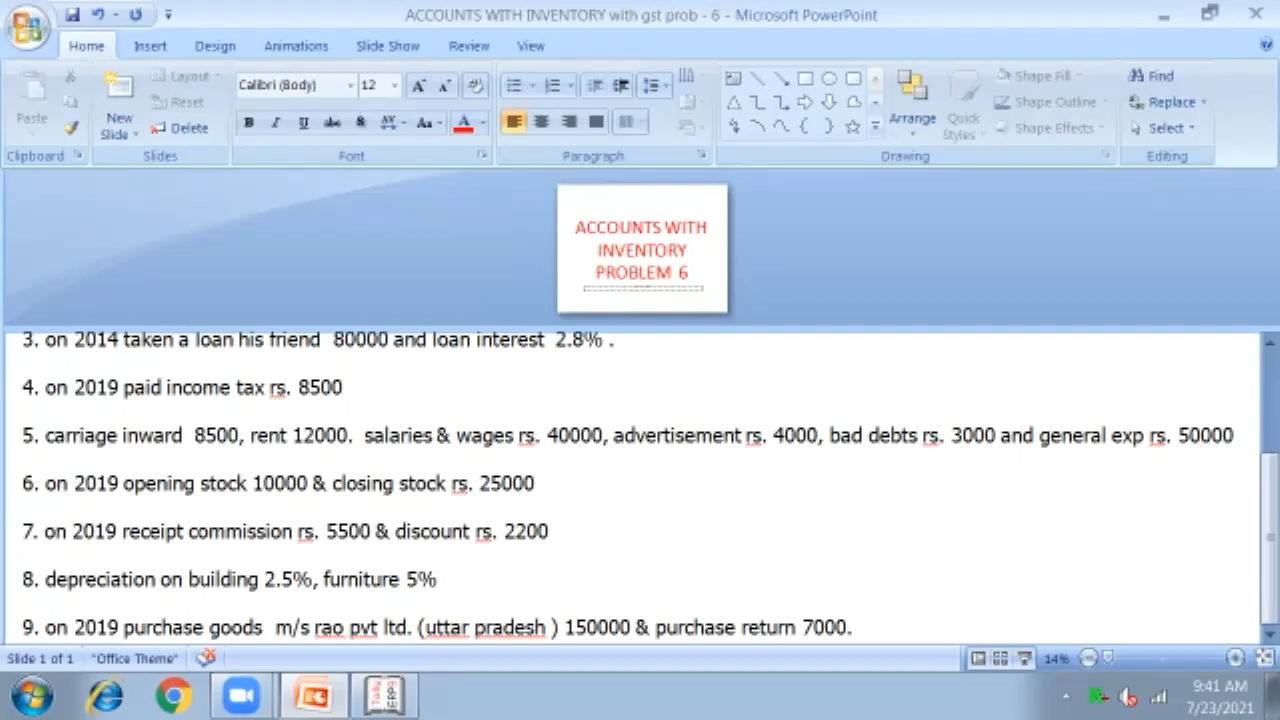 ACCOUNTS WITH INVENTORY with gst prob - 6 - Microsoft PowerPoint
Home Insert Design Animations Slide Show Review View
Paste
New Slide
Layout
Reset
Delete
Calibri (Body) 12
B I U abc S AV Aa A
Arrange
Quick Styles
Shape Fill
Shape Outline
Shape Effects
Find
Replace
Select
Clipboard Slides Font Paragraph Drawing Editing
ACCOUNTS WITH
INVENTORY
PROBLEM 6
3. on 2014 taken a loan his friend 80000 and loan interest 2.8% .
4. on 2019 paid income tax rs. 8500
5. carriage inward 8500, rent 12000. salaries & wages rs. 40000, advertisement rs. 4000, bad debts rs. 3000 and general exp rs. 50000
6. on 2019 opening stock 10000 & closing stock rs. 25000
7. on 2019 receipt commission rs. 5500 & discount rs. 2200
8. depreciation on building 2.5%, furniture 5%
9. on 2019 purchase goods m/s rao pvt ltd. (uttar pradesh ) 150000 & purchase return 7000.
Slide 1 of 1 "Office Theme" 14%
9:41 AM
7/23/2021